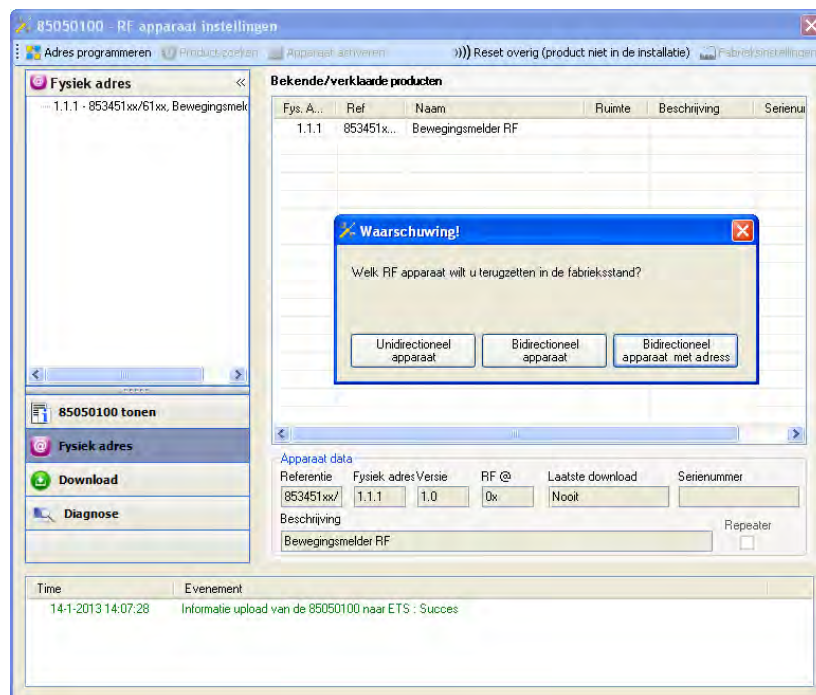 85050100 - RF apparaat instellingen
Adres programmeren Product zoeken Apparaat activeren ))) Reset overig (product niet in de installatie) Fabrieksinstellingen
Fysiek adres
1.1.1 - 853451xx/61xx, Bewegingsmeld
Bekende/verklaarde producten
Fys. A... Ref Naam Ruimte Beschrijving Serienu
1.1.1 853451x... Bewegingsmelder RF
Waarschuwing!
Welk RF apparaat wilt u terugzetten in de fabrieksstand?
Unidirectioneel
apparaat
Bidirectioneel
apparaat
Bidirectioneel
apparaat met adress
85050100 tonen
Fysiek adres
Download
Diagnose
Apparaat data
Referentie Fysiek adres Versie RF @ Laatste download Serienummer
853451xx/ 1.1.1 1.0 0x Nooit
Beschrijving
Repeater
Bewegingsmelder RF
Time Evenement
14-1-2013 14:07:28 Informatie upload van de 85050100 naar ETS : Succes